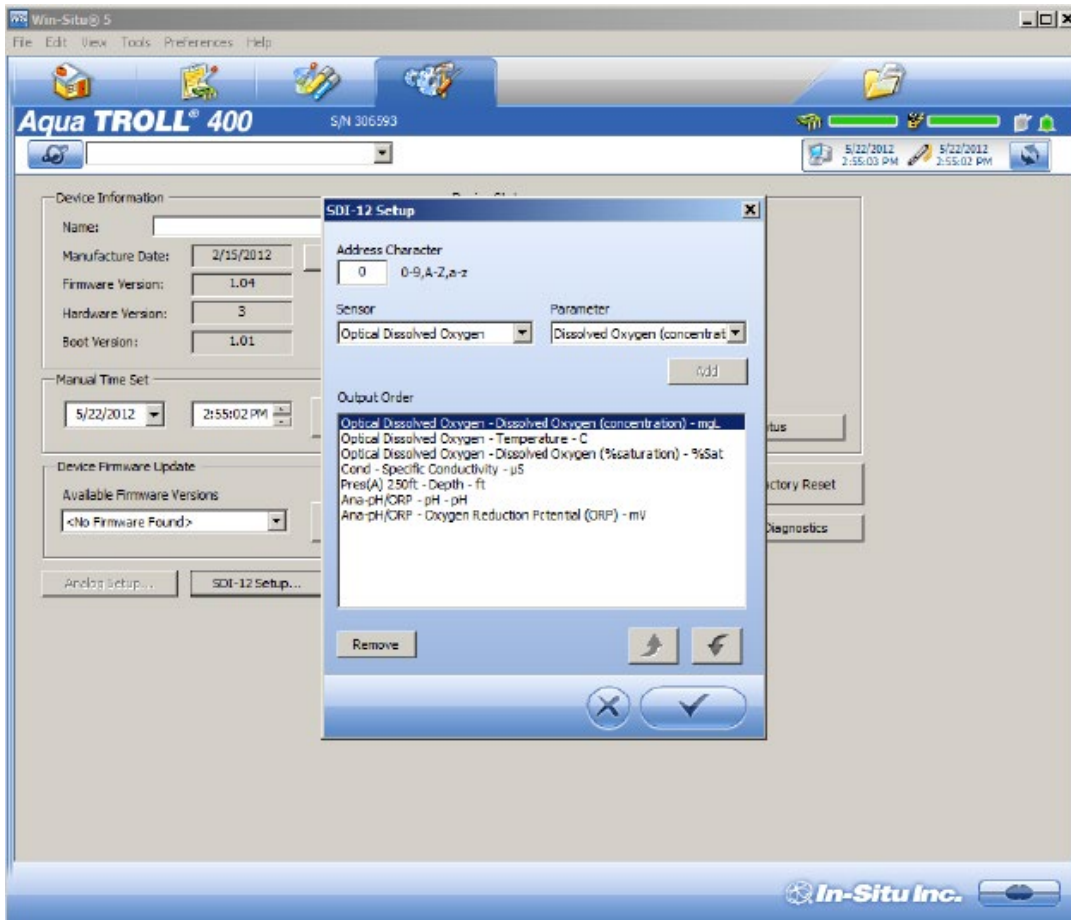 Win-Situ® 5
File Edit View Tools Preferences Help
Aqua TROLL® 400
S/N 306593
5/22/2012
2:55:03 PM
5/22/2012
2:55:02 PM
Device Information
Name:
Manufacture Date: 2/15/2012
Firmware Version: 1.04
Hardware Version: 3
Boot Version: 1.01
Manual Time Set
5/22/2012 2:55:02 PM
Device Firmware Update
Available Firmware Versions
<No Firmware Found>
Analog Setup...
SDI-12 Setup...
SDI-12 Setup
Address Character
0 0-9,A-Z,a-z
Sensor Parameter
Optical Dissolved Oxygen Dissolved Oxygen (concentrat
Add
Output Order
Optical Dissolved Oxygen - Dissolved Oxygen (concentration) - mgL
Optical Dissolved Oxygen - Temperature - C
Optical Dissolved Oxygen - Dissolved Oxygen (%saturation) - %Sat
Cond - Specific Conductivity - µS
Pres(A) 250ft - Depth - ft
Ana-pH/ORP - pH - pH
Ana-pH/ORP - Oxygen Reduction Potential (ORP) - mV
Remove
tus
ctory Reset
Diagnostics
In-Situ Inc.